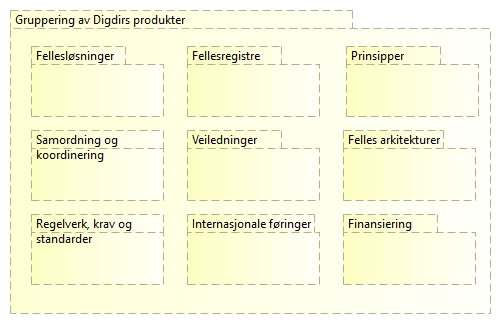 Gruppering av Digdirs produkter
Fellesløsninger
Fellesregistre
Prinsipper
Samordning og
koordinering
Veiledninger
Felles arkitekturer
Regelverk, krav og
standarder
Internasjonale føringer
Finansiering